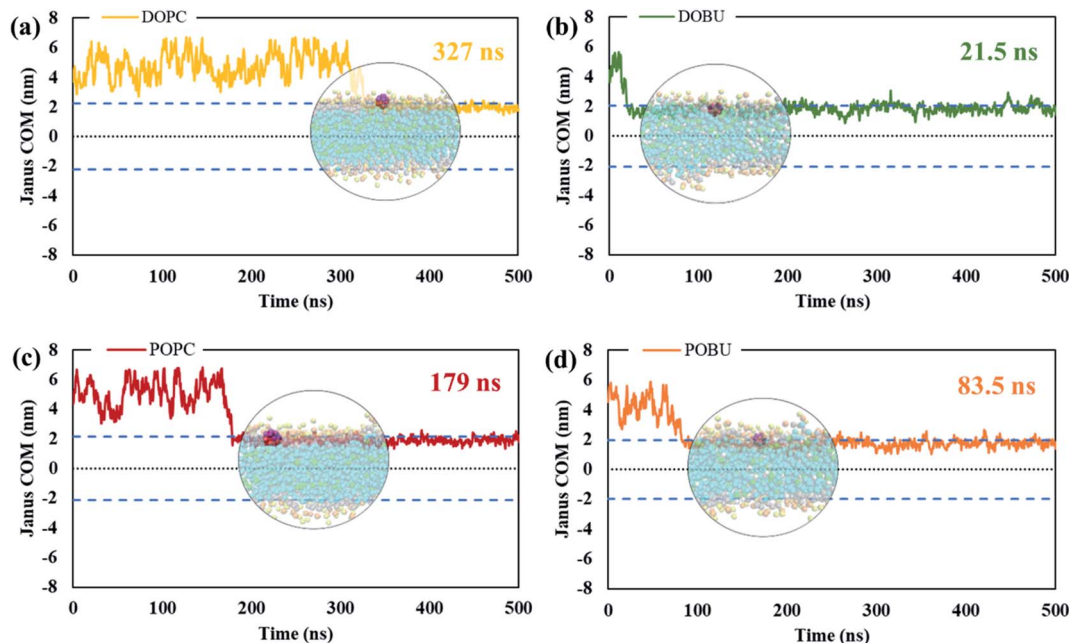 (a)
DOPC
327 ns
8
6
4
2
0
-2
-4
-6
-8
Janus COM (nm)
0 100 200 300 400 500
Time (ns)
(b)
DOBU
21.5 ns
8
6
4
2
0
-2
-4
-6
-8
Janus COM (nm)
0 100 200 300 400 500
Time (ns)
(c)
POPC
179 ns
8
6
4
2
0
-2
-4
-6
-8
Janus COM (nm)
0 100 200 300 400 500
Time (ns)
(d)
POBU
83.5 ns
8
6
4
2
0
-2
-4
-6
-8
Janus COM (nm)
0 100 200 300 400 500
Time (ns)